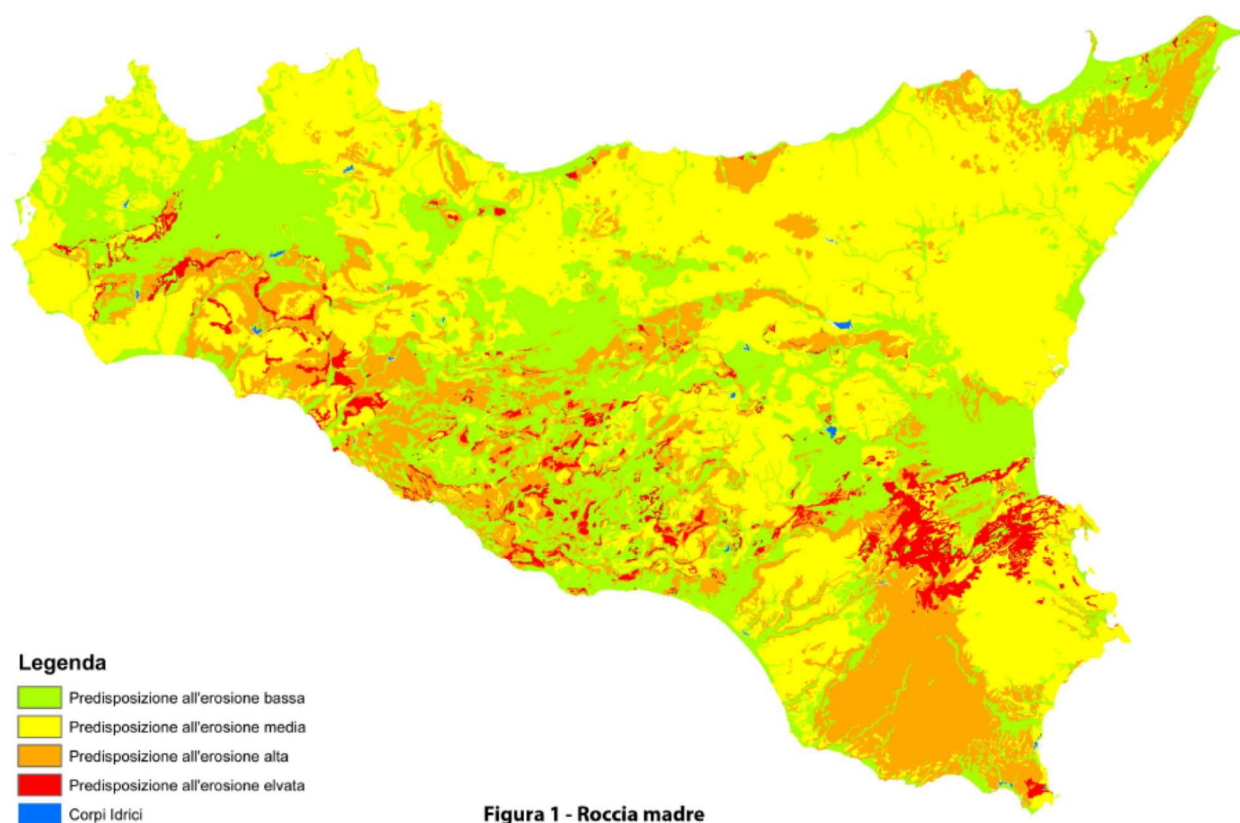 Legenda
Predisposizione all'erosione bassa
Predisposizione all'erosione media
Predisposizione all'erosione alta
Predisposizione all'erosione elvata
Corpi Idrici
Figura 1 - Roccia madre